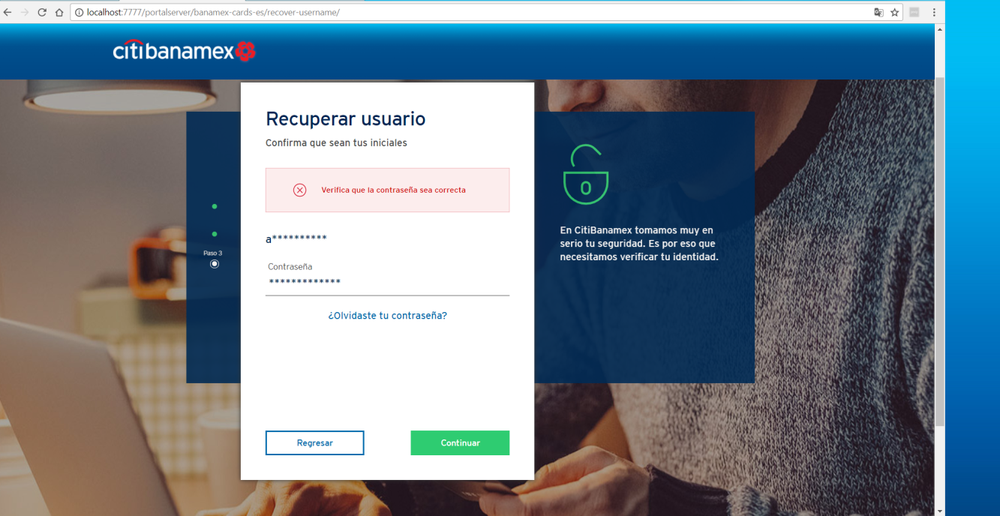 localhost:7777/portalserver/banamex-cards-es/recover-username/
citibanamex
Recuperar usuario
Confirma que sean tus iniciales
Verifica que la contraseña sea correcta
a**********
Contraseña
*************
¿Olvidaste tu contraseña?
Regresar
Continuar
Paso 3
0
En CitiBanamex tomamos muy en
serio tu seguridad. Es por eso que
necesitamos verificar tu identidad.